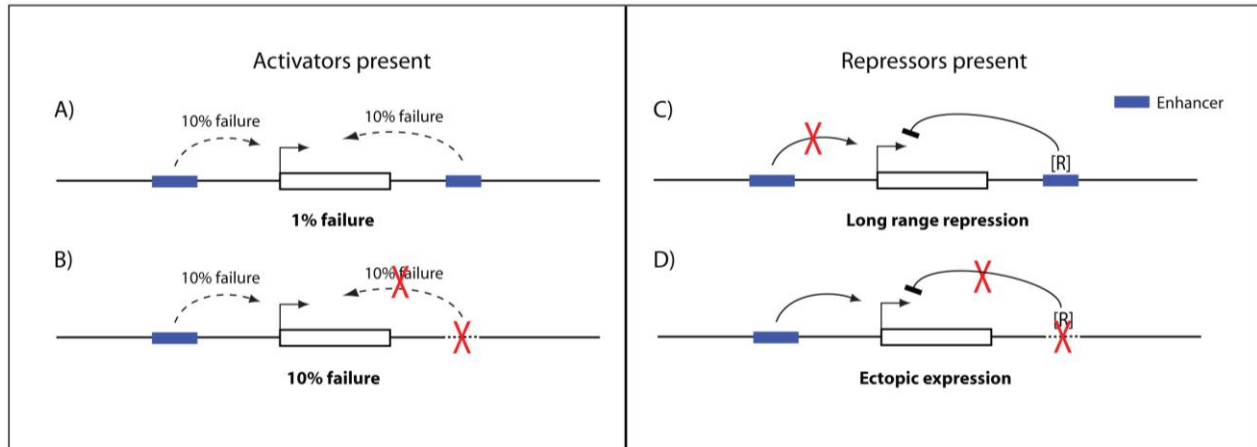 Activators present
A)
10% failure
10% failure
1% failure
B)
10% failure
10% failure
10% failure
Repressors present
Enhancer
C)
[R]
Long range repression
D)
[R]
Ectopic expression